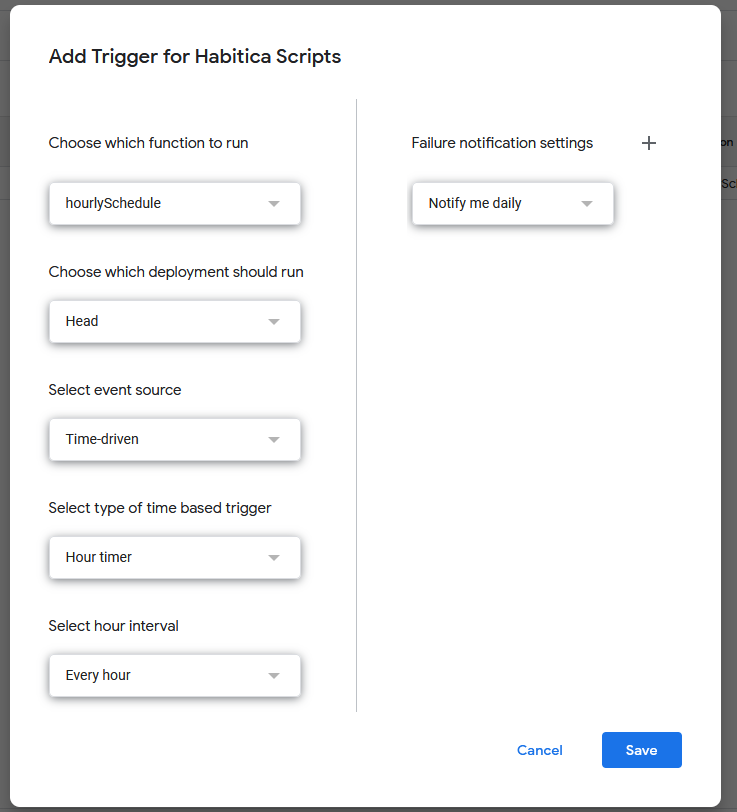 Add Trigger for Habitica Scripts
Choose which function to run
hourlySchedule
Choose which deployment should run
Head
Select event source
Time-driven
Select type of time based trigger
Hour timer
Select hour interval
Every hour
Failure notification settings
Notify me daily
on
Sc
Cancel
Save